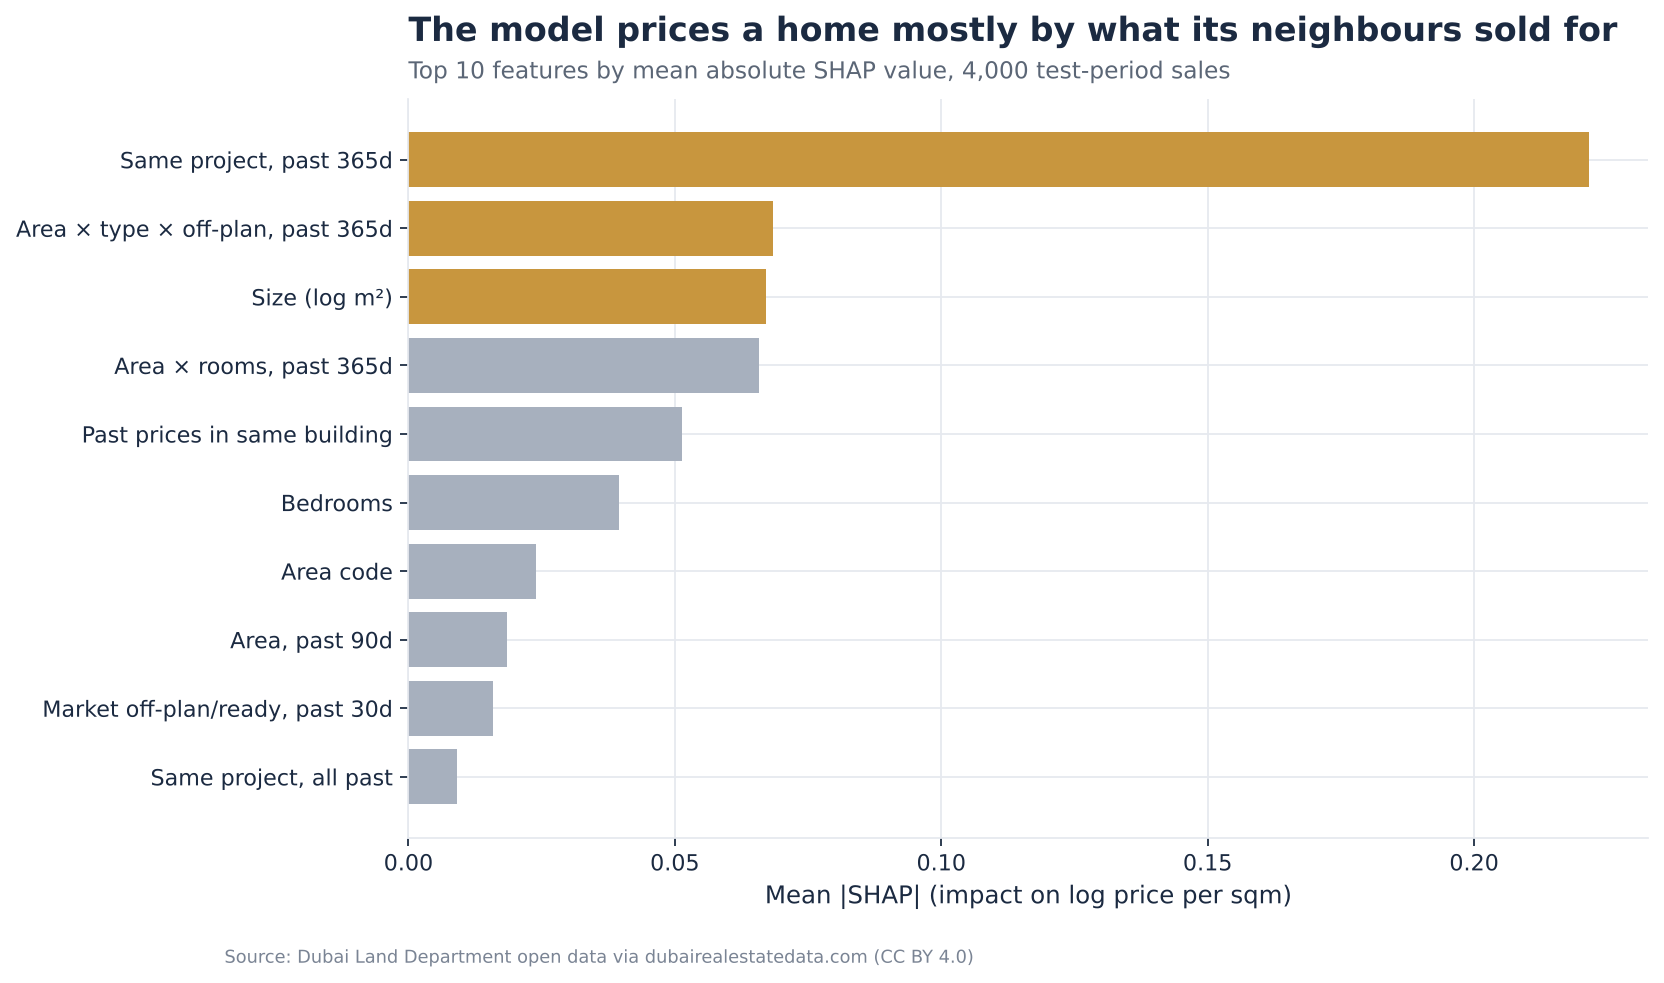 The model prices a home mostly by what its neighbours sold for
Top 10 features by mean absolute SHAP value, 4,000 test-period sales
Same project, past 365d
Area × type × off-plan, past 365d
Size (log m²)
Area × rooms, past 365d
Past prices in same building
Bedrooms
Area code
Area, past 90d
Market off-plan/ready, past 30d
Same project, all past
0.00 0.05 0.10 0.15 0.20
Mean |SHAP| (impact on log price per sqm)
Source: Dubai Land Department open data via dubairealestatedata.com (CC BY 4.0)